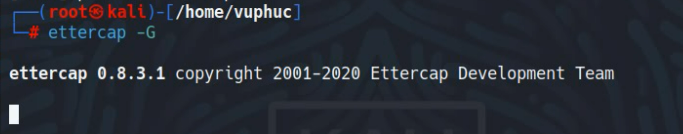 ┌──(root㉿kali)-[/home/vuphuc]
└─# ettercap -G
ettercap 0.8.3.1 copyright 2001-2020 Ettercap Development Team